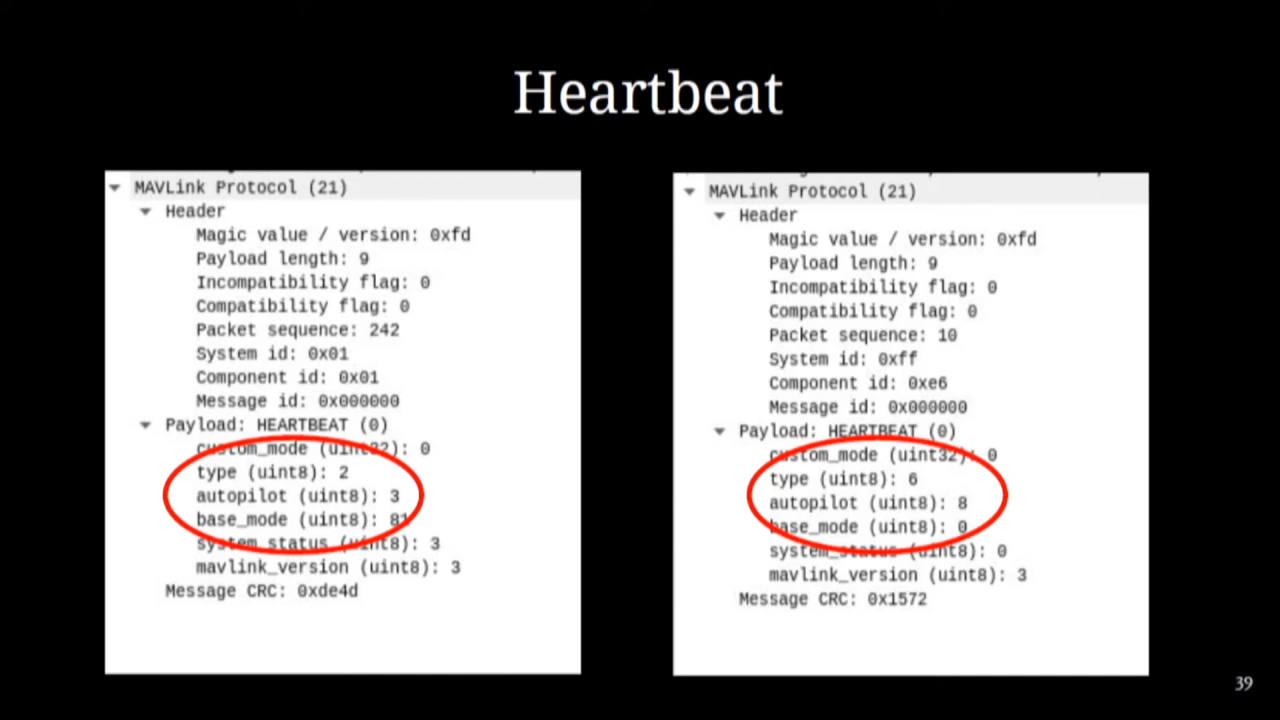 Heartbeat
MAVLink Protocol (21)
Header
Magic value / version: 0xfd
Payload length: 9
Incompatibility flag: 0
Compatibility flag: 0
Packet sequence: 242
System id: 0x01
Component id: 0x01
Message id: 0x000000
Payload: HEARTBEAT (0)
custom_mode (uint32): 0
type (uint8): 2
autopilot (uint8): 3
base_mode (uint8): 81
system_status (uint8): 3
mavlink_version (uint8): 3
Message CRC: 0xde4d
MAVLink Protocol (21)
Header
Magic value / version: 0xfd
Payload length: 9
Incompatibility flag: 0
Compatibility flag: 0
Packet sequence: 10
System id: 0xff
Component id: 0xe6
Message id: 0x000000
Payload: HEARTBEAT (0)
custom_mode (uint32): 0
type (uint8): 6
autopilot (uint8): 8
base_mode (uint8): 0
system_status (uint8): 0
mavlink_version (uint8): 3
Message CRC: 0x1572
39